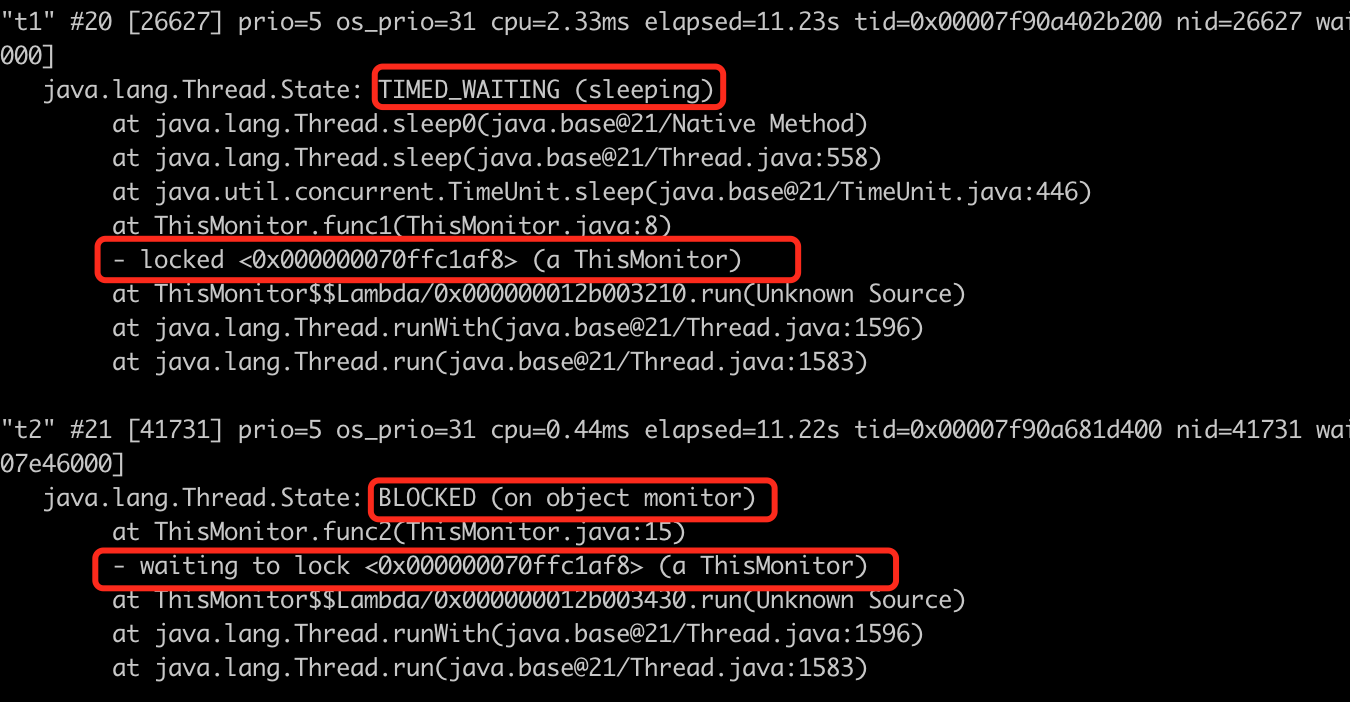 "t1" #20 [26627] prio=5 os_prio=31 cpu=2.33ms elapsed=11.23s tid=0x00007f90a402b200 nid=26627 wai
000]
java.lang.Thread.State: TIMED_WAITING (sleeping)
at java.lang.Thread.sleep0(java.base@21/Native Method)
at java.lang.Thread.sleep(java.base@21/Thread.java:558)
at java.util.concurrent.TimeUnit.sleep(java.base@21/TimeUnit.java:446)
at ThisMonitor.func1(ThisMonitor.java:8)
- locked <0x000000070ffc1af8> (a ThisMonitor)
at ThisMonitor$$Lambda/0x000000012b003210.run(Unknown Source)
at java.lang.Thread.runWith(java.base@21/Thread.java:1596)
at java.lang.Thread.run(java.base@21/Thread.java:1583)
"t2" #21 [41731] prio=5 os_prio=31 cpu=0.44ms elapsed=11.22s tid=0x00007f90a681d400 nid=41731 wai
07e46000]
java.lang.Thread.State: BLOCKED (on object monitor)
at ThisMonitor.func2(ThisMonitor.java:15)
- waiting to lock <0x000000070ffc1af8> (a ThisMonitor)
at ThisMonitor$$Lambda/0x000000012b003430.run(Unknown Source)
at java.lang.Thread.runWith(java.base@21/Thread.java:1596)
at java.lang.Thread.run(java.base@21/Thread.java:1583)